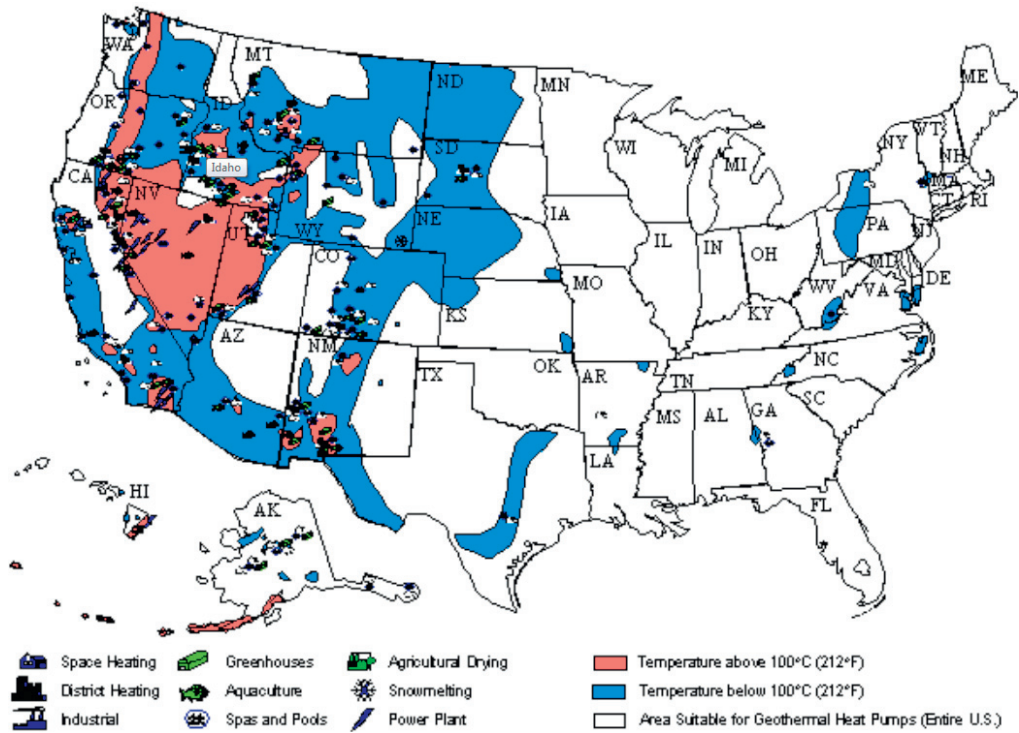 WA
MT
ND
MN
ME
OR
ID
VT
NY
NH
SD
WI
MI
MA
Idaho
CA
CT
RI
NV
IA
NE
PA
NJ
UT
WY
IL
IN
OH
MD
DE
CO
MO
WV
VA
KS
KY
AZ
NM
NC
OK
TX
AR
TN
SC
MS
AL
GA
LA
HI
AK
FL
Space Heating
Greenhouses
Agricultural Drying
Temperature above 100°C (212°F)
District Heating
Aquaculture
Snowmelting
Temperature below 100°C (212°F)
Industrial
Spas and Pools
Power Plant
Area Suitable for Geothermal Heat Pumps (Entire U.S.)